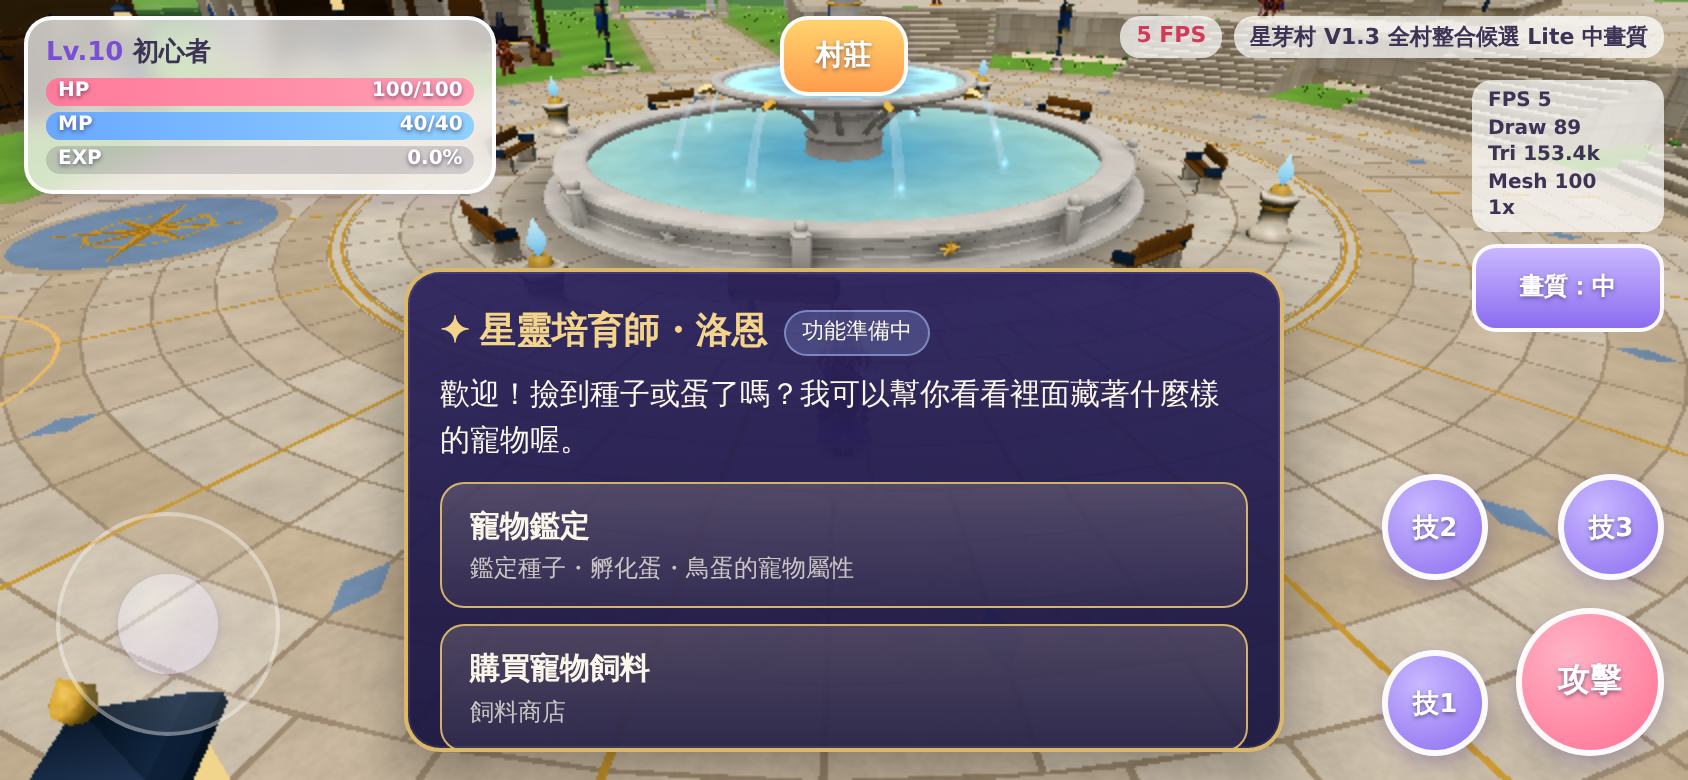 Lv.10 初心者
HP 100/100
MP 40/40
EXP 0.0%
村莊
5 FPS
星芽村 V1.3 全村整合候選 Lite 中畫質
FPS 5
Draw 89
Tri 153.4k
Mesh 100
1x
畫質：中
✦ 星靈培育師・洛恩 功能準備中
歡迎！撿到種子或蛋了嗎？我可以幫你看看裡面藏著什麼樣
的寵物喔。
寵物鑑定
鑑定種子・孵化蛋・鳥蛋的寵物屬性
購買寵物飼料
飼料商店
技2
技3
技1
攻擊